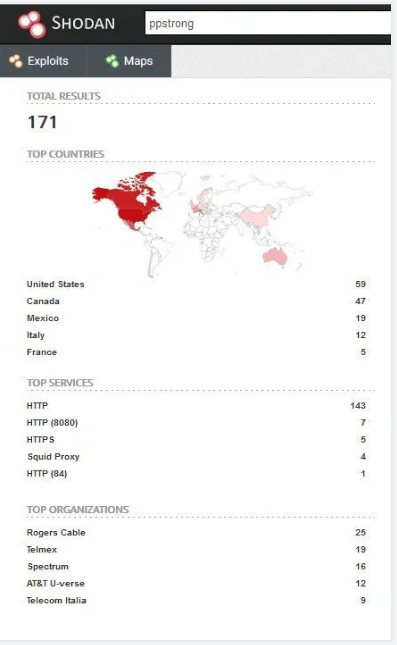 SHODAN ppstrong
Exploits Maps
TOTAL RESULTS
171
TOP COUNTRIES
United States 59
Canada 47
Mexico 19
Italy 12
France 5
TOP SERVICES
HTTP 143
HTTP (8080) 7
HTTPS 5
Squid Proxy 4
HTTP (84) 1
TOP ORGANIZATIONS
Rogers Cable 25
Telmex 19
Spectrum 16
AT&T U-verse 12
Telecom Italia 9